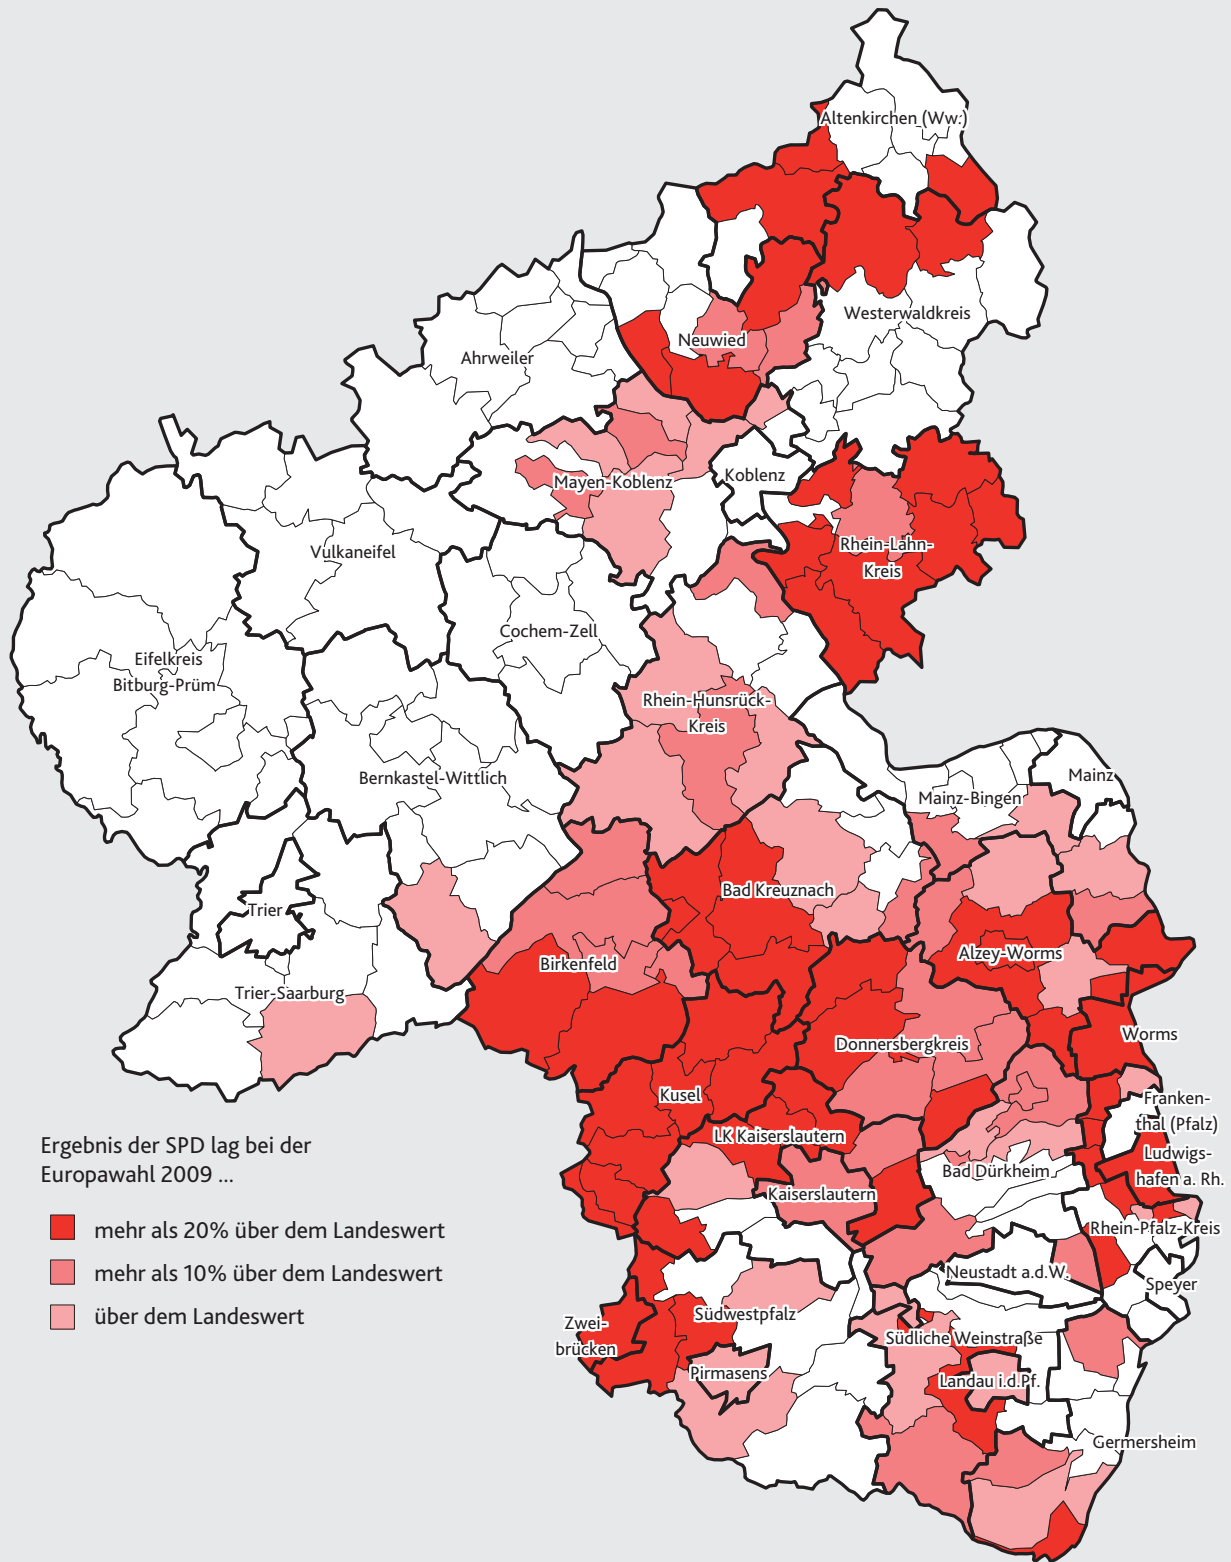 Altenkirchen (Ww.)
Westerwaldkreis
Neuwied
Ahrweiler
Mayen-Koblenz
Koblenz
Rhein-Lahn-
Kreis
Vulkaneifel
Cochem-Zell
Eifelkreis
Bitburg-Prüm
Rhein-Hunsrück-
Kreis
Bernkastel-Wittlich
Mainz
Mainz-Bingen
Bad Kreuznach
Trier
Alzey-Worms
Birkenfeld
Trier-Saarburg
Worms
Donnersbergkreis
Kusel
Franken-
thal (Pfalz)
LK Kaiserslautern
Ludwigs-
hafen a. Rh.
Bad Dürkheim
Kaiserslautern
Rhein-Pfalz-Kreis
Neustadt a.d.W.
Speyer
Südwestpfalz
Zwei-
brücken
Südliche Weinstraße
Pirmasens
Landau i.d.Pf.
Germersheim
Ergebnis der SPD lag bei der
Europawahl 2009 ...
mehr als 20% über dem Landeswert
mehr als 10% über dem Landeswert
über dem Landeswert